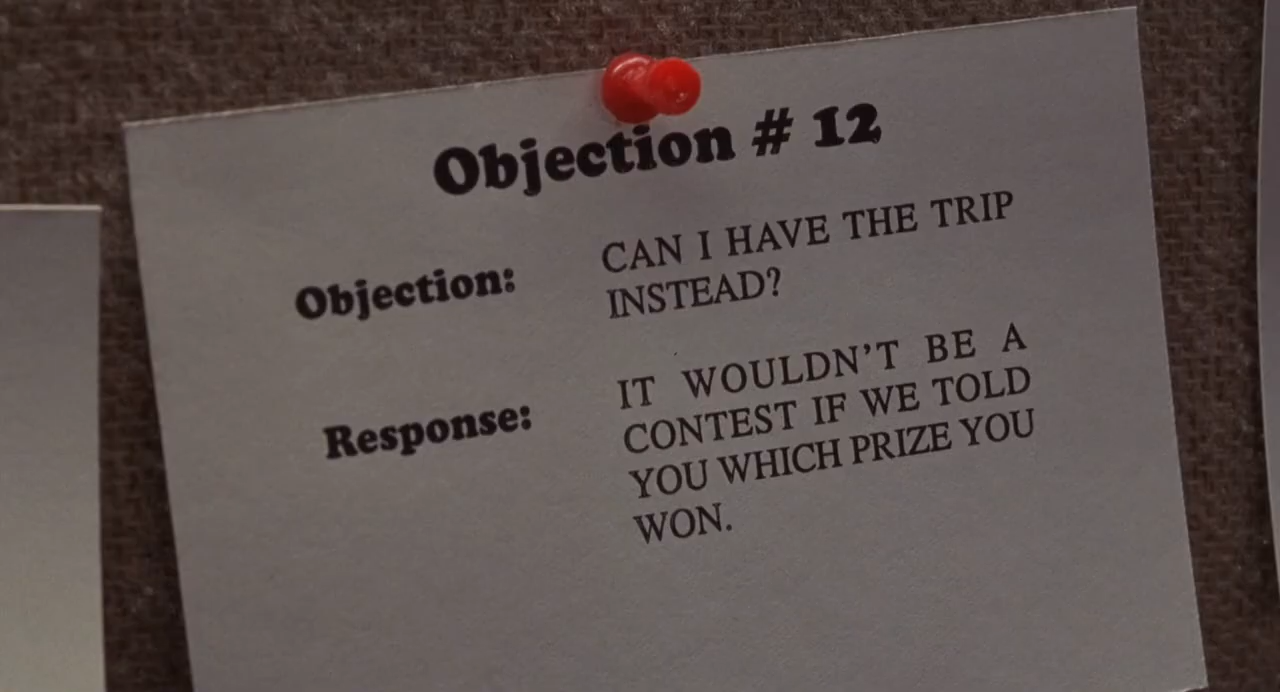 Objection # 12
Objection: CAN I HAVE THE TRIP
INSTEAD?
Response: IT WOULDN'T BE A
CONTEST IF WE TOLD
YOU WHICH PRIZE YOU
WON.